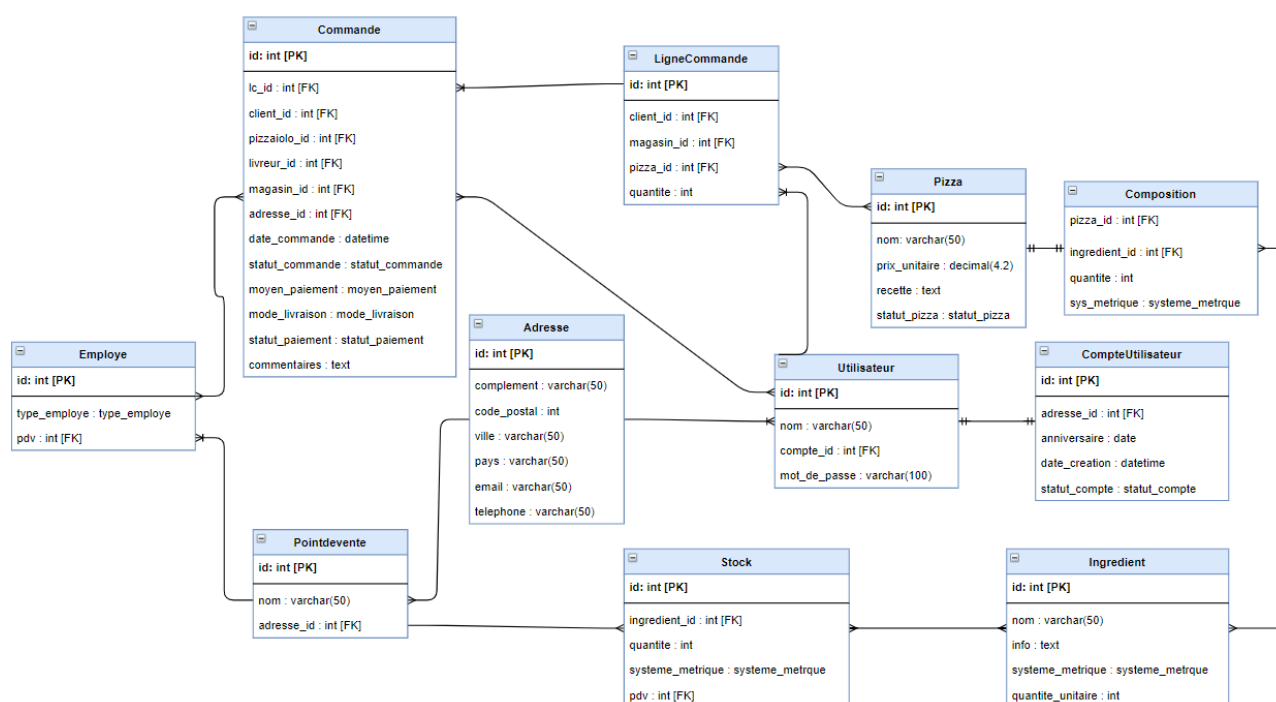 Commande
id: int [PK]
lc_id : int [FK]
client_id : int [FK]
pizzaiolo_id : int [FK]
livreur_id : int [FK]
magasin_id : int [FK]
adresse_id : int [FK]
date_commande : datetime
statut_commande : statut_commande
moyen_paiement : moyen_paiement
mode_livraison : mode_livraison
statut_paiement : statut_paiement
commentaires : text
LigneCommande
id: int [PK]
client_id : int [FK]
magasin_id : int [FK]
pizza_id : int [FK]
quantite : int
Pizza
id: int [PK]
nom: varchar(50)
prix_unitaire : decimal(4.2)
recette : text
statut_pizza : statut_pizza
Composition
pizza_id : int [FK]
ingredient_id : int [FK]
quantite : int
sys_metrique : systeme_metrque
Employe
id: int [PK]
type_employe : type_employe
pdv : int [FK]
Adresse
id: int [PK]
complement : varchar(50)
code_postal : int
ville : varchar(50)
pays : varchar(50)
email : varchar(50)
telephone : varchar(50)
Utilisateur
id: int [PK]
nom : varchar(50)
compte_id : int [FK]
mot_de_passe : varchar(100)
CompteUtilisateur
id: int [PK]
adresse_id : int [FK]
anniversaire : date
date_creation : datetime
statut_compte : statut_compte
Pointdevente
id: int [PK]
nom : varchar(50)
adresse_id : int [FK]
Stock
id: int [PK]
ingredient_id : int [FK]
quantite : int
systeme_metrique : systeme_metrque
pdv : int [FK]
Ingredient
id: int [PK]
nom : varchar(50)
info : text
systeme_metrique : systeme_metrque
quantite_unitaire : int